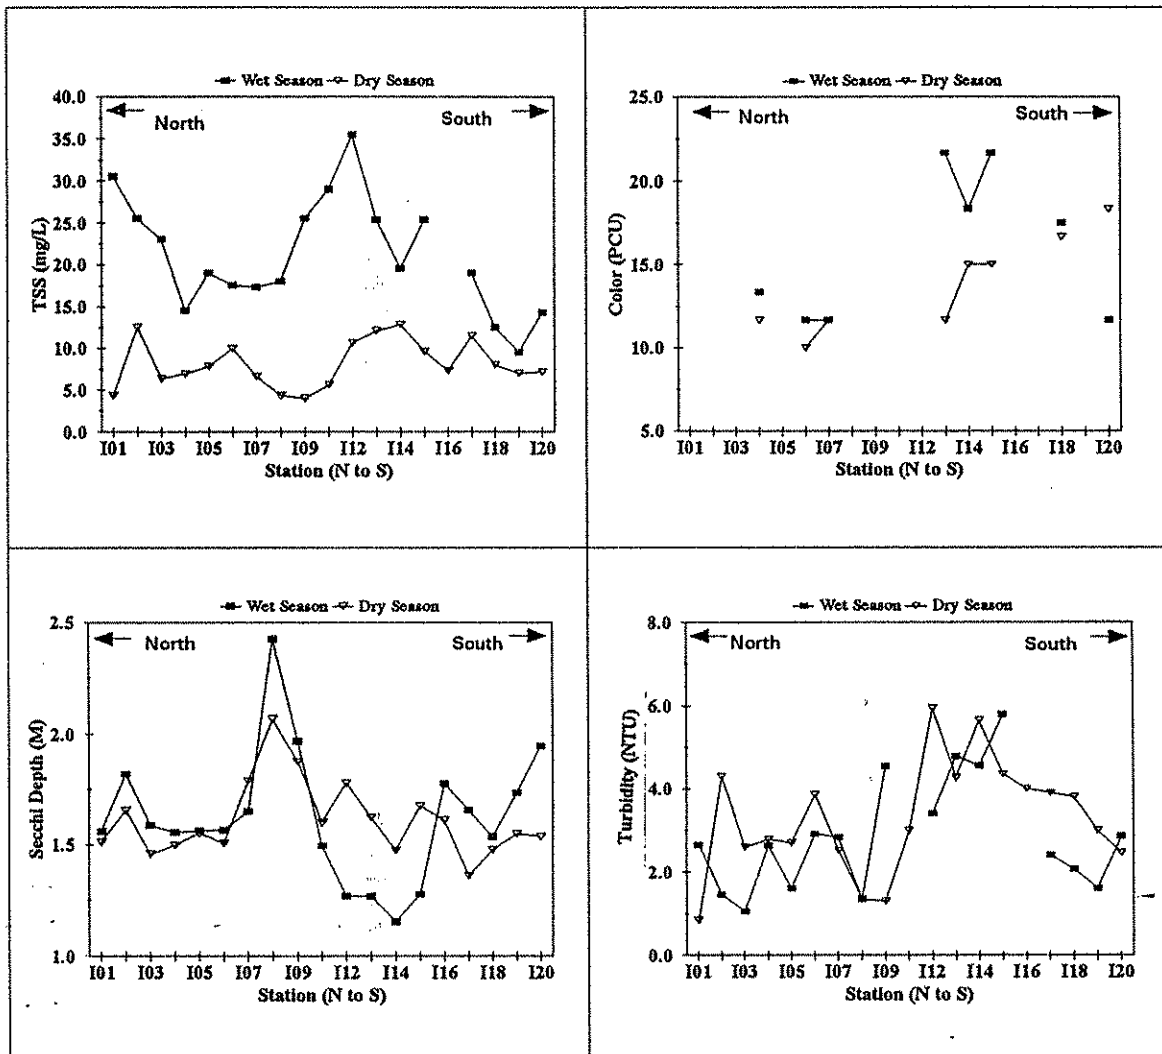 Wet Season Dry Season
North South
TSS (mg/L)
40.0
35.0
30.0
25.0
20.0
15.0
10.0
5.0
0.0
I01 I03 I05 I07 I09 I12 I14 I16 I18 I20
Station (N to S)
Wet Season Dry Season
North South
Color (PCU)
25.0
20.0
15.0
10.0
5.0
I01 I03 I05 I07 I09 I12 I14 I16 I18 I20
Station (N to S)
Wet Season Dry Season
North South
Secchi Depth (M)
2.5
2.0
1.5
1.0
I01 I03 I05 I07 I09 I12 I14 I16 I18 I20
Station (N to S)
Wet Season Dry Season
North South
Turbidity (NTU)
8.0
6.0
4.0
2.0
0.0
I01 I03 I05 I07 I09 I12 I14 I16 I18 I20
Station (N to S)